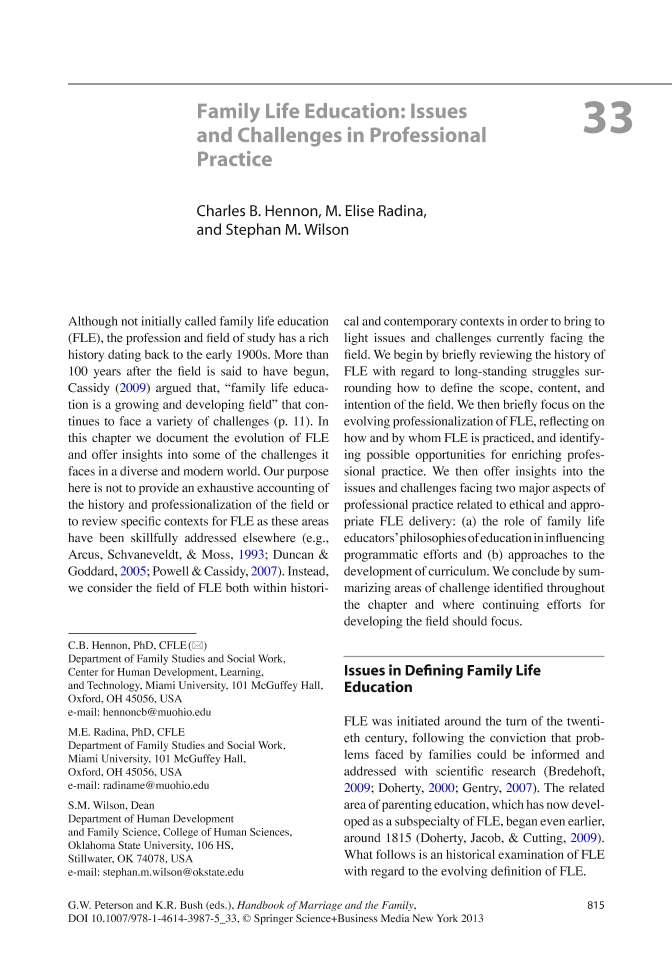 Family Life Education: Issues
and Challenges in Professional
Practice
33
Charles B. Hennon, M. Elise Radina,
and Stephan M. Wilson
Although not initially called family life education
(FLE), the profession and field of study has a rich
history dating back to the early 1900s. More than
100 years after the field is said to have begun,
Cassidy (2009) argued that, “family life educa-
tion is a growing and developing field” that con-
tinues to face a variety of challenges (p. 11). In
this chapter we document the evolution of FLE
and offer insights into some of the challenges it
faces in a diverse and modern world. Our purpose
here is not to provide an exhaustive accounting of
the history and professionalization of the field or
to review specific contexts for FLE as these areas
have been skillfully addressed elsewhere (e.g.,
Arcus, Schvaneveldt, & Moss, 1993; Duncan &
Goddard, 2005; Powell & Cassidy, 2007). Instead,
we consider the field of FLE both within histori-
C.B. Hennon, PhD, CFLE (✉)
Department of Family Studies and Social Work,
Center for Human Development, Learning,
and Technology, Miami University, 101 McGuffey Hall,
Oxford, OH 45056, USA
e-mail: hennoncb@muohio.edu
M.E. Radina, PhD, CFLE
Department of Family Studies and Social Work,
Miami University, 101 McGuffey Hall,
Oxford, OH 45056, USA
e-mail: radiname@muohio.edu
S.M. Wilson, Dean
Department of Human Development
and Family Science, College of Human Sciences,
Oklahoma State University, 106 HS,
Stillwater, OK 74078, USA
e-mail: stephan.m.wilson@okstate.edu
cal and contemporary contexts in order to bring to
light issues and challenges currently facing the
field. We begin by briefly reviewing the history of
FLE with regard to long-standing struggles sur-
rounding how to define the scope, content, and
intention of the field. We then briefly focus on the
evolving professionalization of FLE, reflecting on
how and by whom FLE is practiced, and identify-
ing possible opportunities for enriching profes-
sional practice. We then offer insights into the
issues and challenges facing two major aspects of
professional practice related to ethical and appro-
priate FLE delivery: (a) the role of family life
educators’ philosophies of education in influencing
programmatic efforts and (b) approaches to the
development of curriculum. We conclude by sum-
marizing areas of challenge identified throughout
the chapter and where continuing efforts for
developing the field should focus.
Issues in Defining Family Life
Education
FLE was initiated around the turn of the twenti-
eth century, following the conviction that prob-
lems faced by families could be informed and
addressed with scientific research (Bredehoft,
2009; Doherty, 2000; Gentry, 2007). The related
area of parenting education, which has now devel-
oped as a subspecialty of FLE, began even earlier,
around 1815 (Doherty, Jacob, & Cutting, 2009).
What follows is an historical examination of FLE
with regard to the evolving definition of FLE.
G.W. Peterson and K.R. Bush (eds.), Handbook of Marriage and the Family,
DOI 10.1007/978-1-4614-3987-5_33, © Springer Science+Business Media New York 2013
815